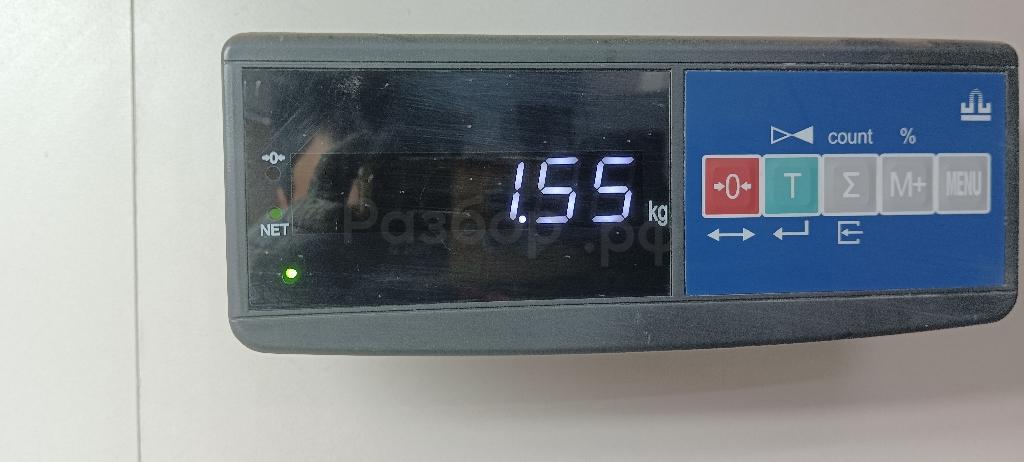 →0←
NET
1.55 kg
Разбор.рф
count %
→0← T Σ M+ MENU